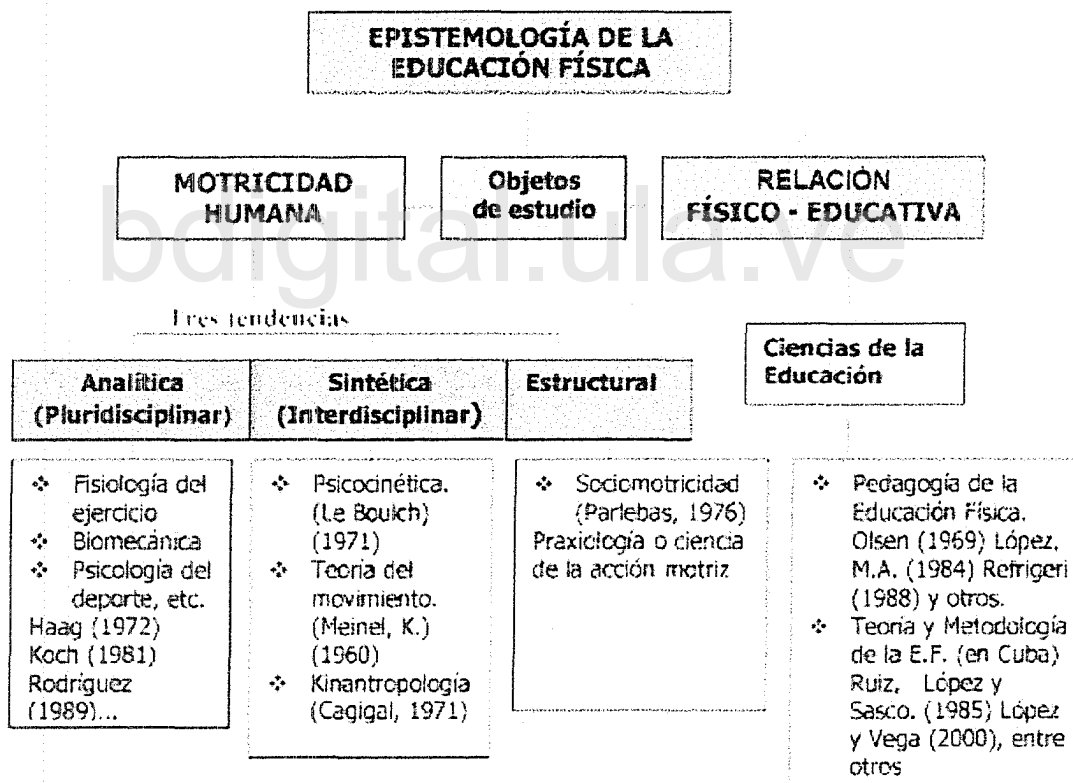 EPISTEMOLOGÍA DE LA
EDUCACIÓN FÍSICA
MOTRICIDAD
HUMANA
Objetos
de estudio
RELACIÓN
FÍSICO - EDUCATIVA
bdigital.ula.ve
Tres tendencias
Analítica
(Pluridisciplinar)
Sintética
(Interdisciplinar)
Estructural
Ciencias de la
Educación
❖ Fisiología del
ejercicio
❖ Biomecánica
❖ Psicología del
deporte, etc.
Haag (1972)
Koch (1981)
Rodríguez
(1989)...
❖ Psicocinética.
(Le Boulch)
(1971)
❖ Teoría del
movimiento.
(Meinel, K.)
(1960)
❖ Kinantropología
(Cagigal, 1971)
❖ Sociomotricidad
(Parlebas, 1976)
Praxiología o ciencia
de la acción motriz
❖ Pedagogía de la
Educación Física.
Olsen (1969) López,
M.A. (1984) Refrigeri
(1988) y otros.
❖ Teoría y Metodología
de la E.F. (en Cuba)
Ruiz, López y
Sasco. (1985) López
y Vega (2000), entre
otros